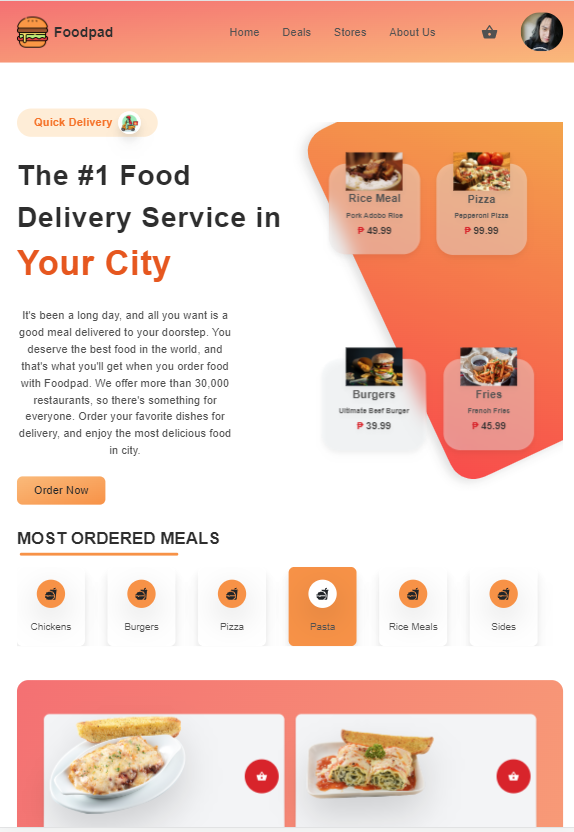 Foodpad
Home Deals Stores About Us
Quick Delivery
The #1 Food
Delivery Service in
Your City
It's been a long day, and all you want is a
good meal delivered to your doorstep. You
deserve the best food in the world, and
that's what you'll get when you order food
with Foodpad. We offer more than 30,000
restaurants, so there's something for
everyone. Order your favorite dishes for
delivery, and enjoy the most delicious food
in city.
Order Now
Rice Meal
Pork Adobo Rice
₱ 49.99
Pizza
Pepperoni Pizza
₱ 99.99
Burgers
Ultimate Beef Burger
₱ 39.99
Fries
French Fries
₱ 45.99
MOST ORDERED MEALS
Chickens
Burgers
Pizza
Pasta
Rice Meals
Sides